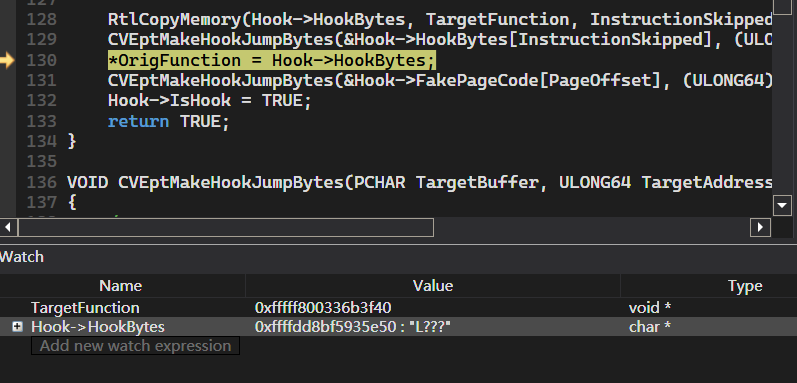 128 RtlCopyMemory(Hook->HookBytes, TargetFunction, InstructionSkipped
129 CVEptMakeHookJumpBytes(&Hook->HookBytes[InstructionSkipped], (ULO
130 *OrigFunction = Hook->HookBytes;
131 CVEptMakeHookJumpBytes(&Hook->FakePageCode[PageOffset], (ULONG64)
132 Hook->IsHook = TRUE;
133 return TRUE;
134 }
135
136 VOID CVEptMakeHookJumpBytes(PCHAR TargetBuffer, ULONG64 TargetAddress
137 {
Watch
Name Value Type
TargetFunction 0xfffff800336b3f40 void *
Hook->HookBytes 0xffffdd8bf5935e50 : "L???" char *
Add new watch expression